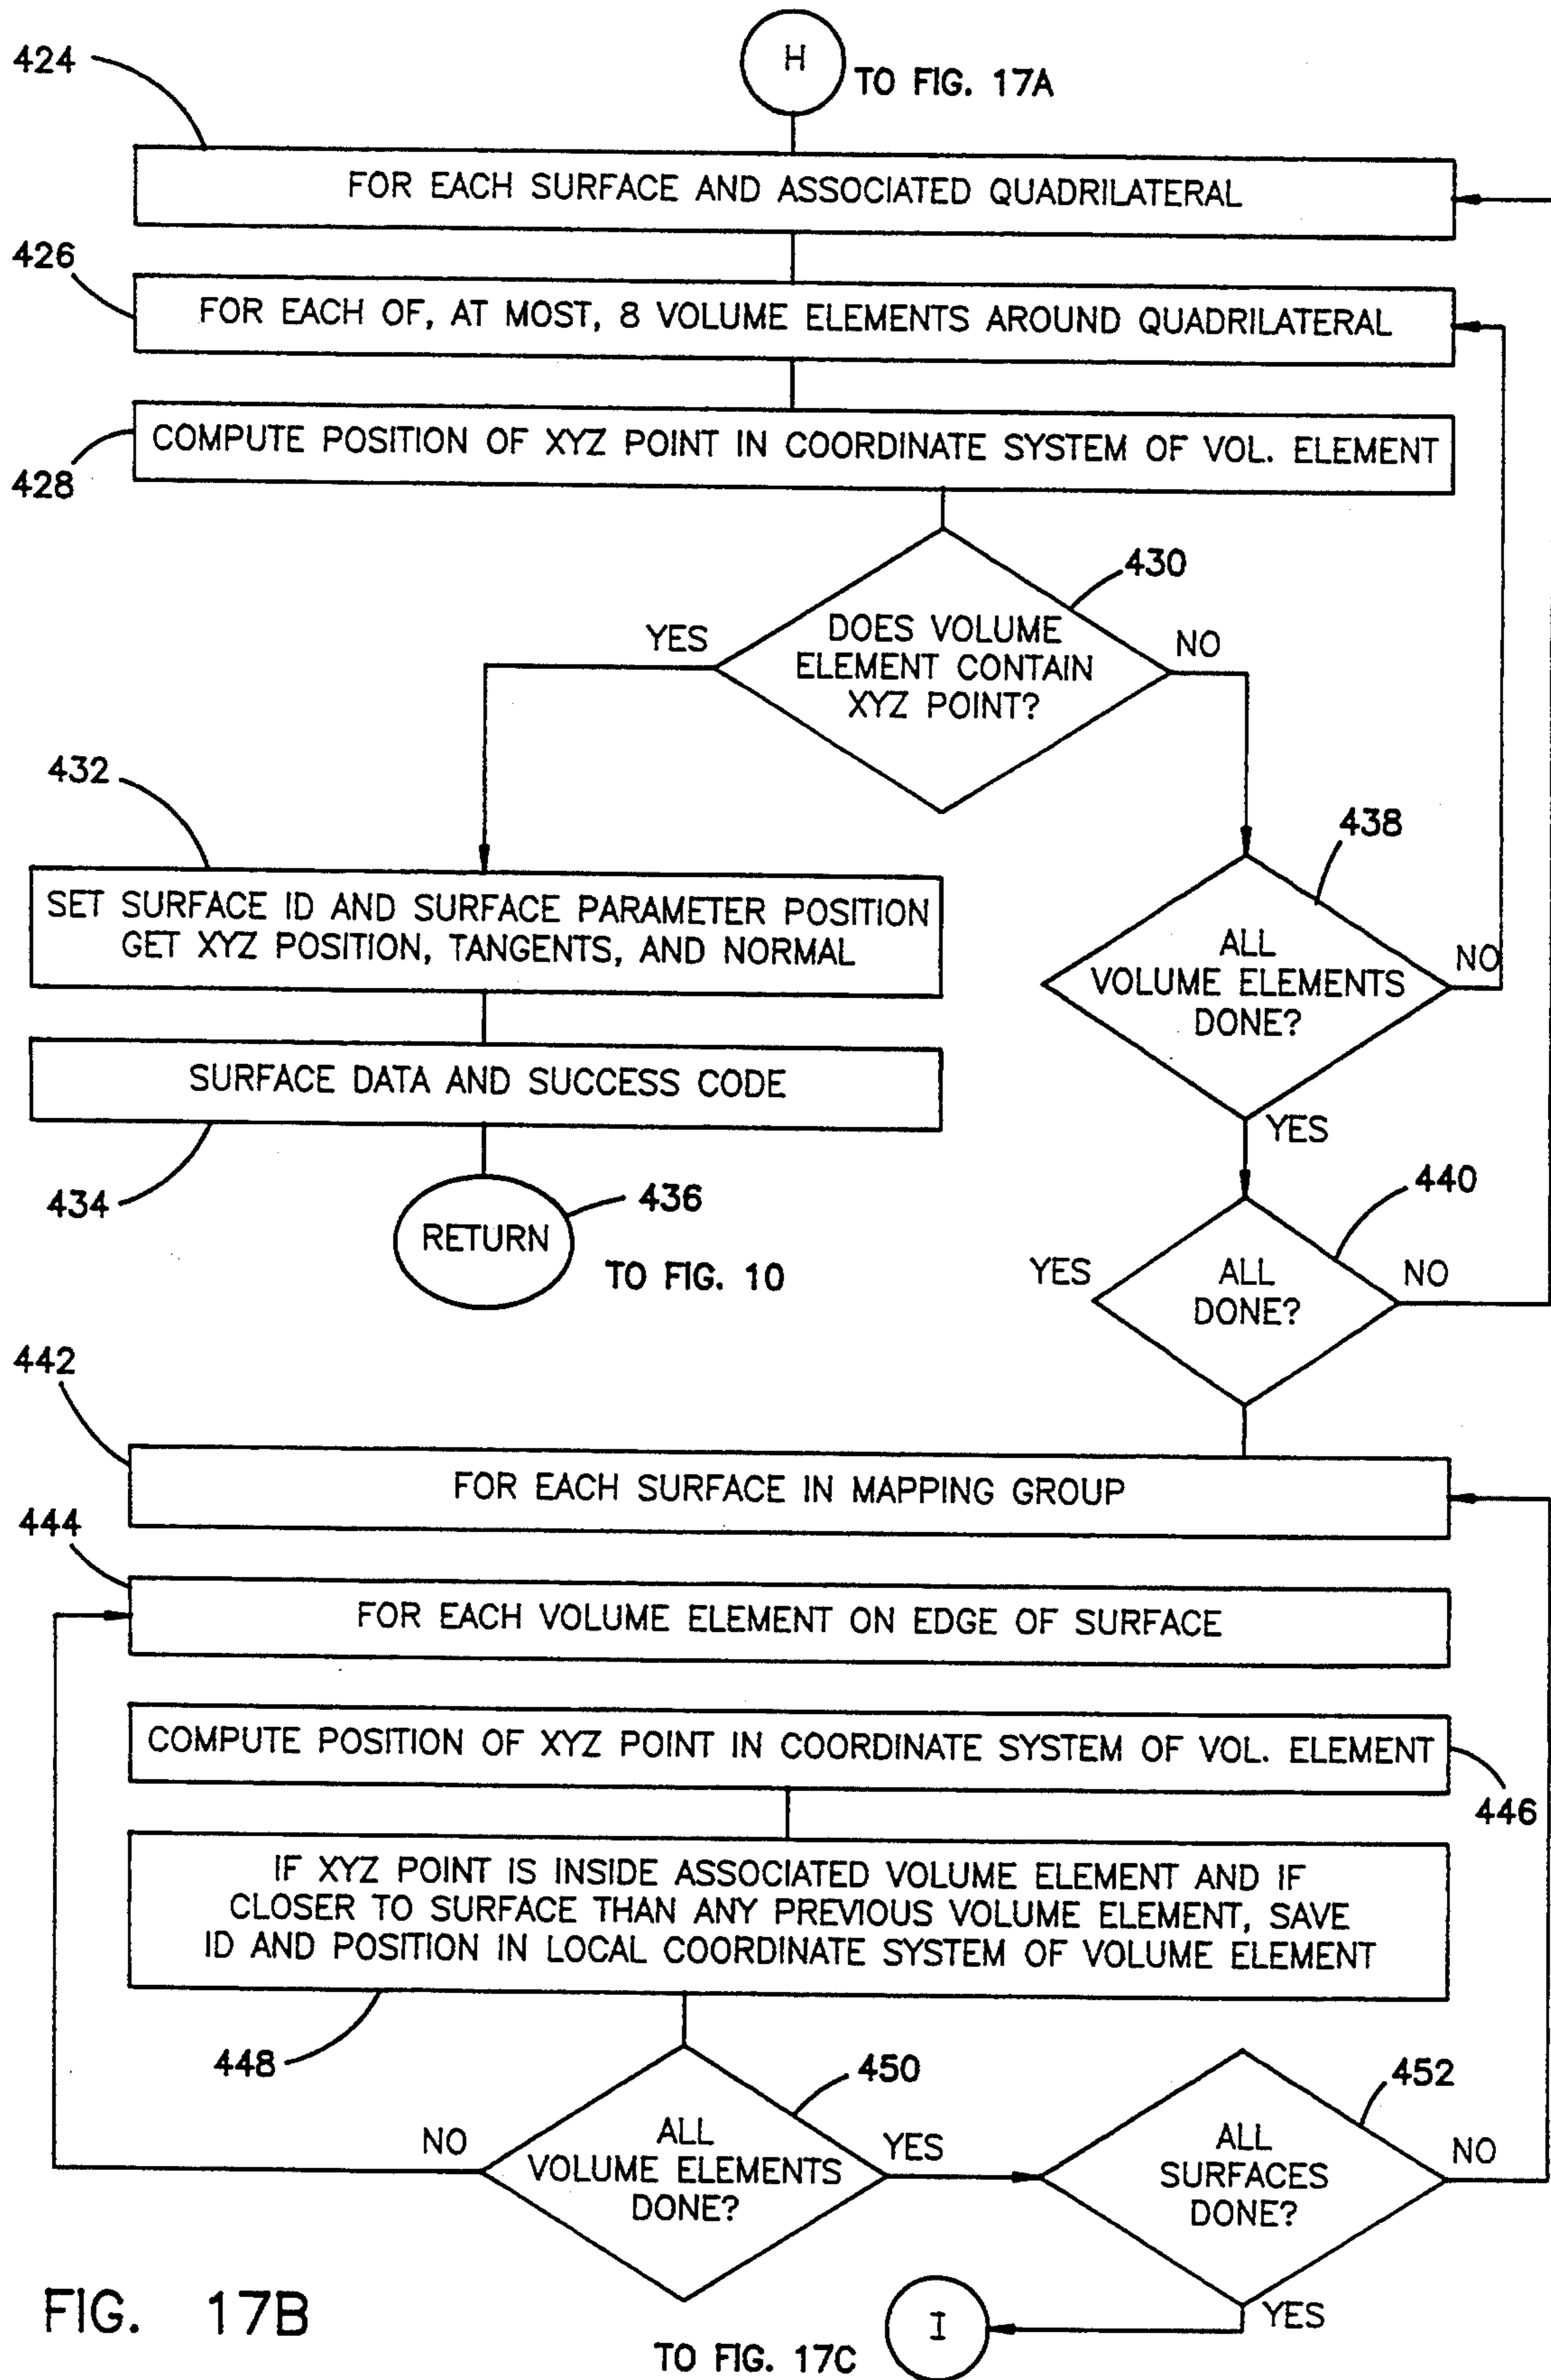 H
TO FIG. 17A
424
FOR EACH SURFACE AND ASSOCIATED QUADRILATERAL
426
FOR EACH OF, AT MOST, 8 VOLUME ELEMENTS AROUND QUADRILATERAL
COMPUTE POSITION OF XYZ POINT IN COORDINATE SYSTEM OF VOL. ELEMENT
428
430
YES
DOES VOLUME
ELEMENT CONTAIN
XYZ POINT?
NO
432
SET SURFACE ID AND SURFACE PARAMETER POSITION
GET XYZ POSITION, TANGENTS, AND NORMAL
438
ALL
VOLUME ELEMENTS
DONE?
NO
YES
SURFACE DATA AND SUCCESS CODE
434
RETURN
436
TO FIG. 10
440
YES
ALL
DONE?
NO
442
FOR EACH SURFACE IN MAPPING GROUP
444
FOR EACH VOLUME ELEMENT ON EDGE OF SURFACE
COMPUTE POSITION OF XYZ POINT IN COORDINATE SYSTEM OF VOL. ELEMENT
446
IF XYZ POINT IS INSIDE ASSOCIATED VOLUME ELEMENT AND IF
CLOSER TO SURFACE THAN ANY PREVIOUS VOLUME ELEMENT, SAVE
ID AND POSITION IN LOCAL COORDINATE SYSTEM OF VOLUME ELEMENT
448
450
NO
ALL
VOLUME ELEMENTS
DONE?
YES
452
ALL
SURFACES
DONE?
NO
YES
I
TO FIG. 17C
FIG. 17B